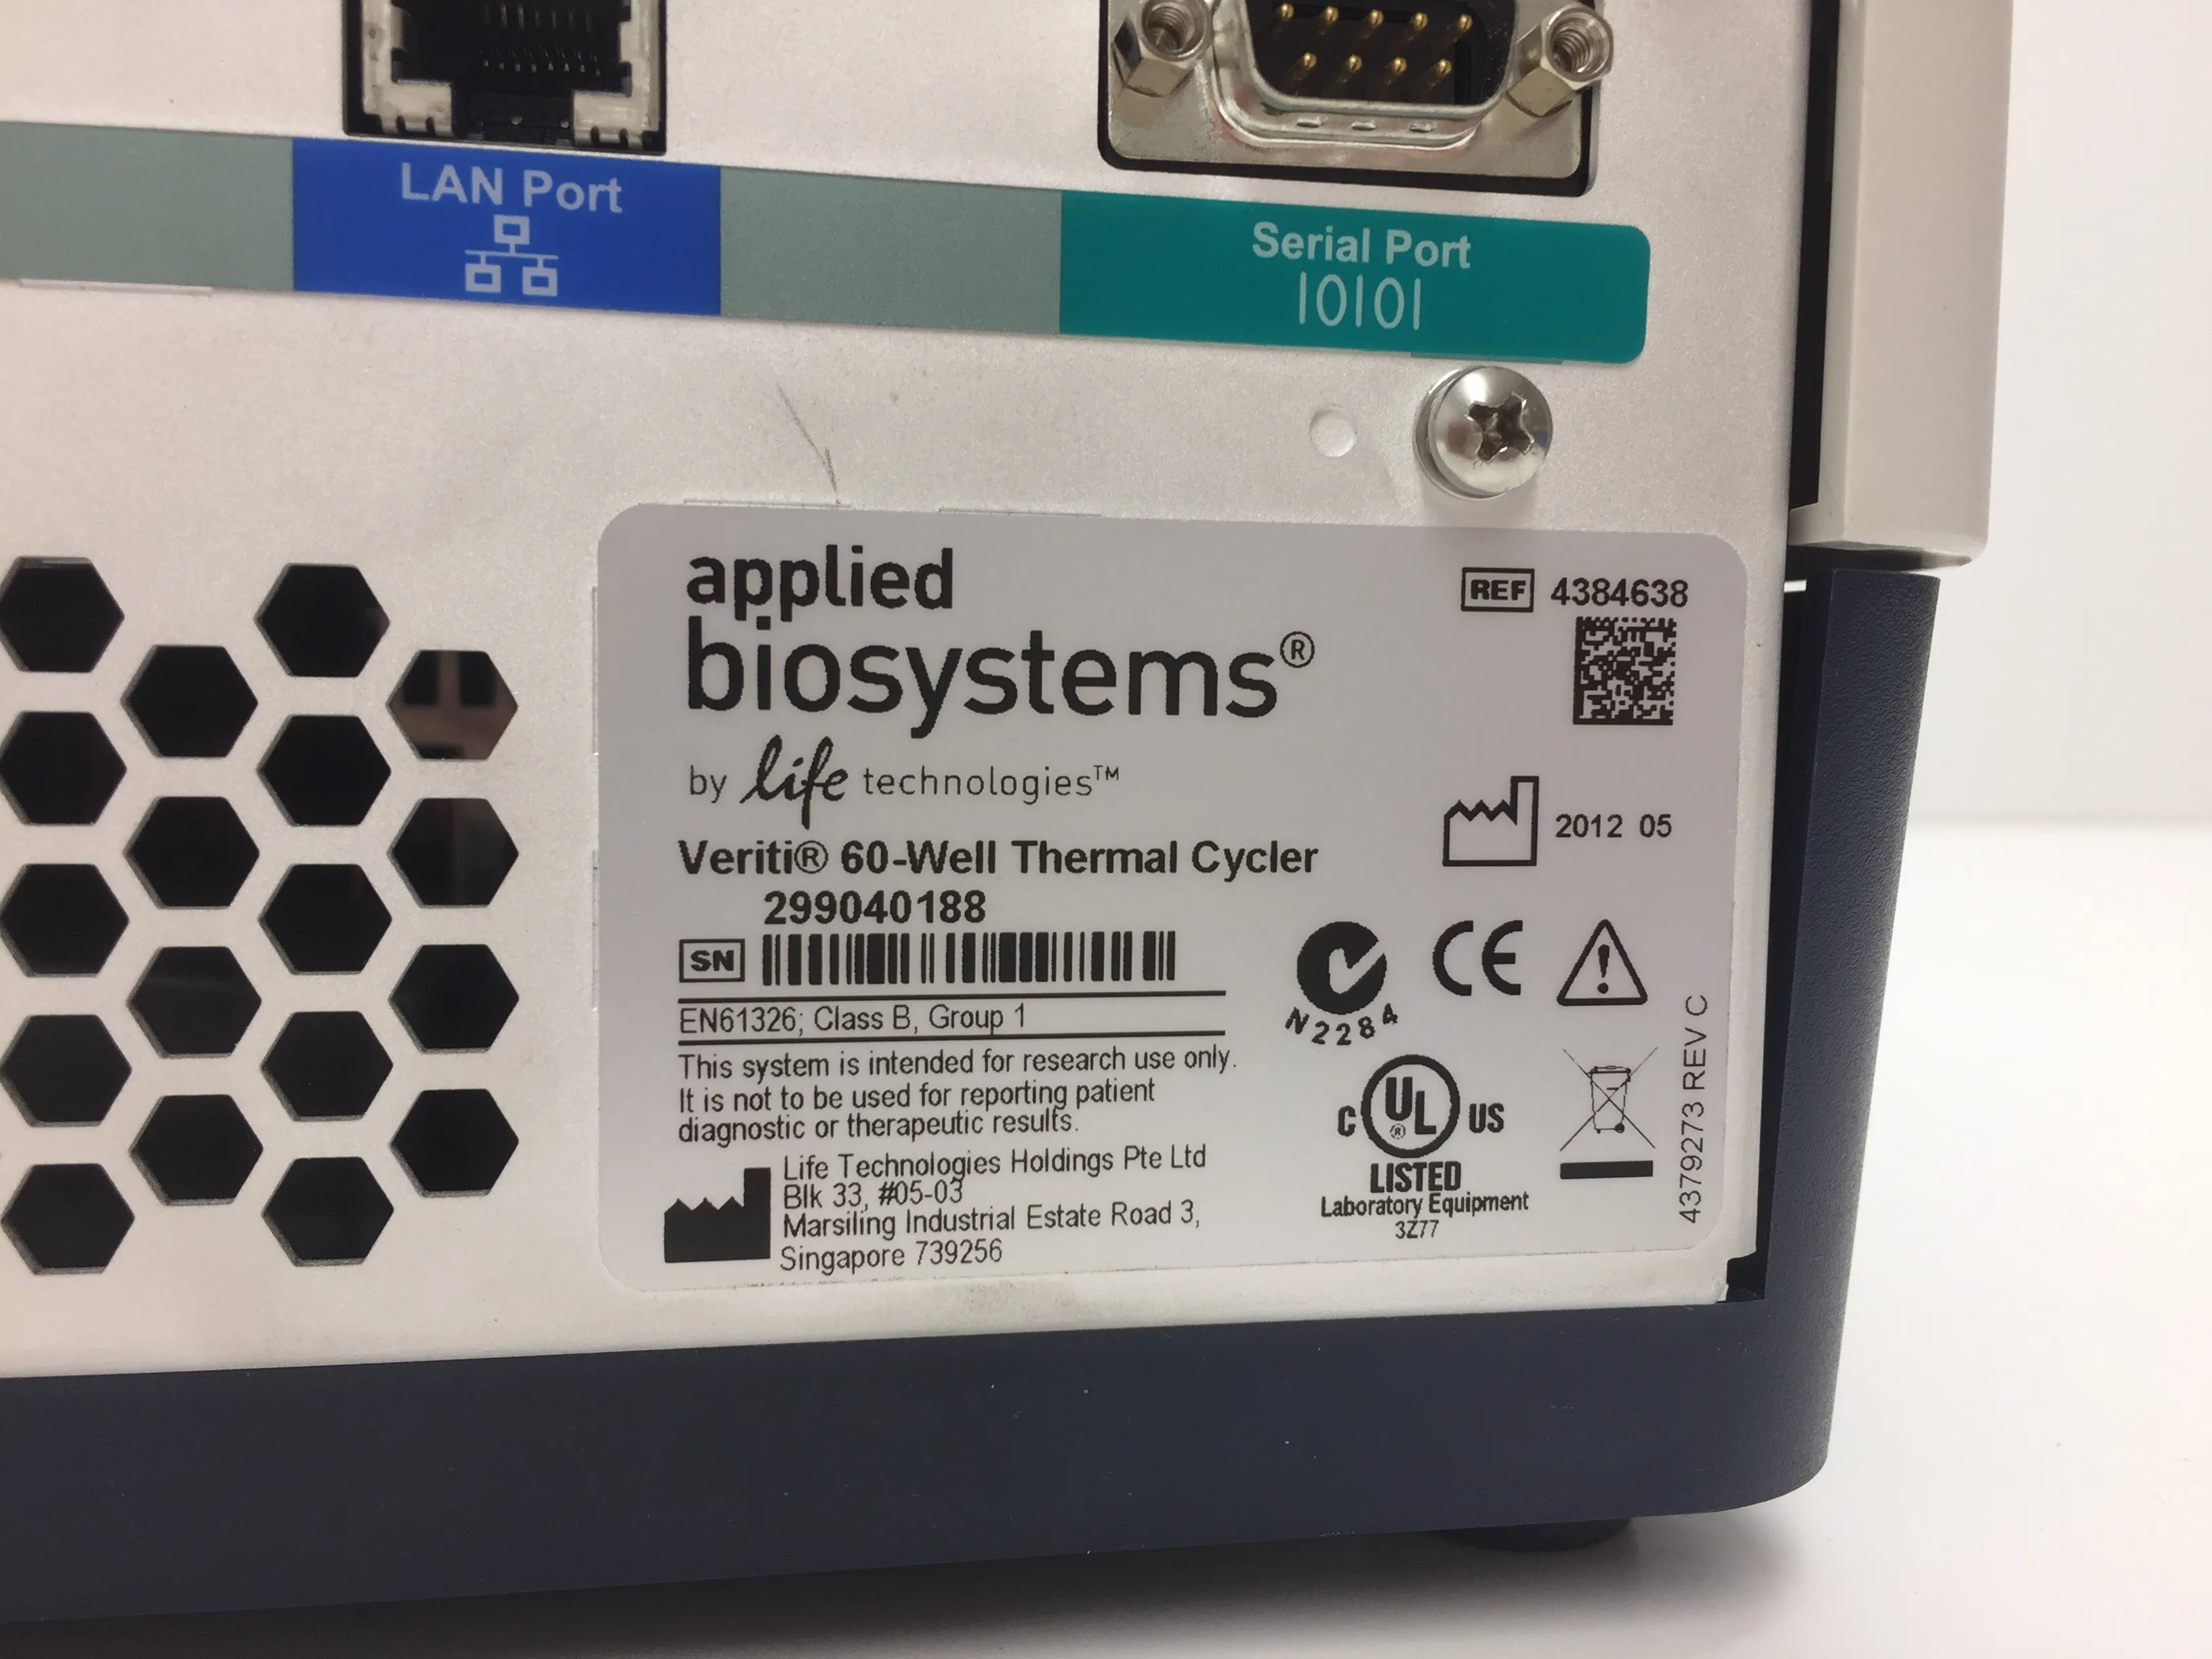 LAN Port
Serial Port
10101
applied
biosystems®
by life technologies™
REF 4384638
2012 05
Veriti® 60-Well Thermal Cycler
299040188
SN
EN61326; Class B, Group 1
This system is intended for research use only.
It is not to be used for reporting patient
diagnostic or therapeutic results.
Life Technologies Holdings Pte Ltd
Blk 33, #05-03
Marsiling Industrial Estate Road 3,
Singapore 739256
N2284
CE
C UL® US
LISTED
Laboratory Equipment
3Z77
4379273 REV C